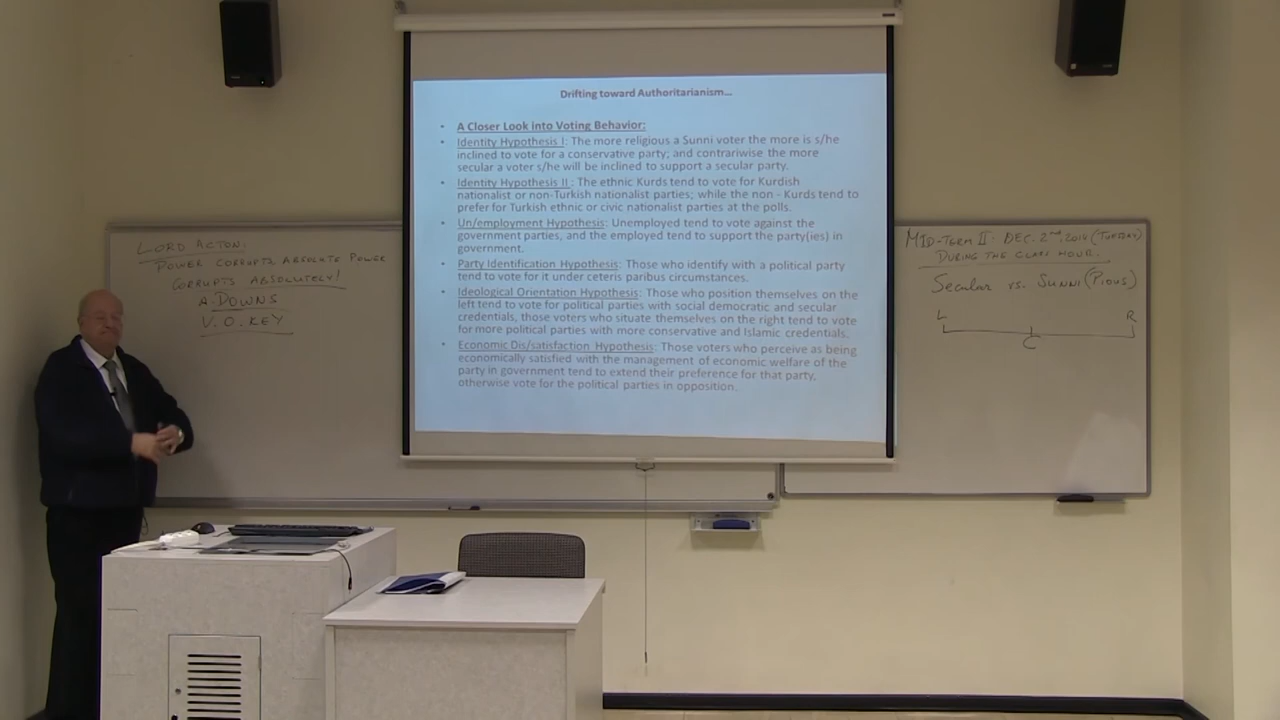 LORD ACTON:
POWER CORRUPTS, ABSOLUTE POWER
CORRUPTS ABSOLUTELY!
A. DOWNS
V. O. KEY
Drifting toward Authoritarianism...
• A Closer Look into Voting Behavior:
• Identity Hypothesis I: The more religious a Sunni voter the more is s/he
inclined to vote for a conservative party; and contrariwise the more
secular a voter s/he will be inclined to support a secular party.
• Identity Hypothesis II : The ethnic Kurds tend to vote for Kurdish
nationalist or non-Turkish nationalist parties; while the non - Kurds tend to
prefer for Turkish ethnic or civic nationalist parties at the polls.
• Un/employment Hypothesis: Unemployed tend to vote against the
government parties, and the employed tend to support the party(ies) in
government.
• Party Identification Hypothesis: Those who identify with a political party
tend to vote for it under ceteris paribus circumstances.
• Ideological Orientation Hypothesis: Those who position themselves on the
left tend to vote for political parties with social democratic and secular
credentials, those voters who situate themselves on the right tend to vote
for more political parties with more conservative and Islamic credentials.
• Economic Dis/satisfaction Hypothesis: Those voters who perceive as being
economically satisfied with the management of economic welfare of the
party in government tend to extend their preference for that party,
otherwise vote for the political parties in opposition.
MID-TERM II: DEC. 2nd, 2014 (TUESDAY)
DURING THE CLASS HOUR.
Secular vs. Sunni (Pious)
L R
C